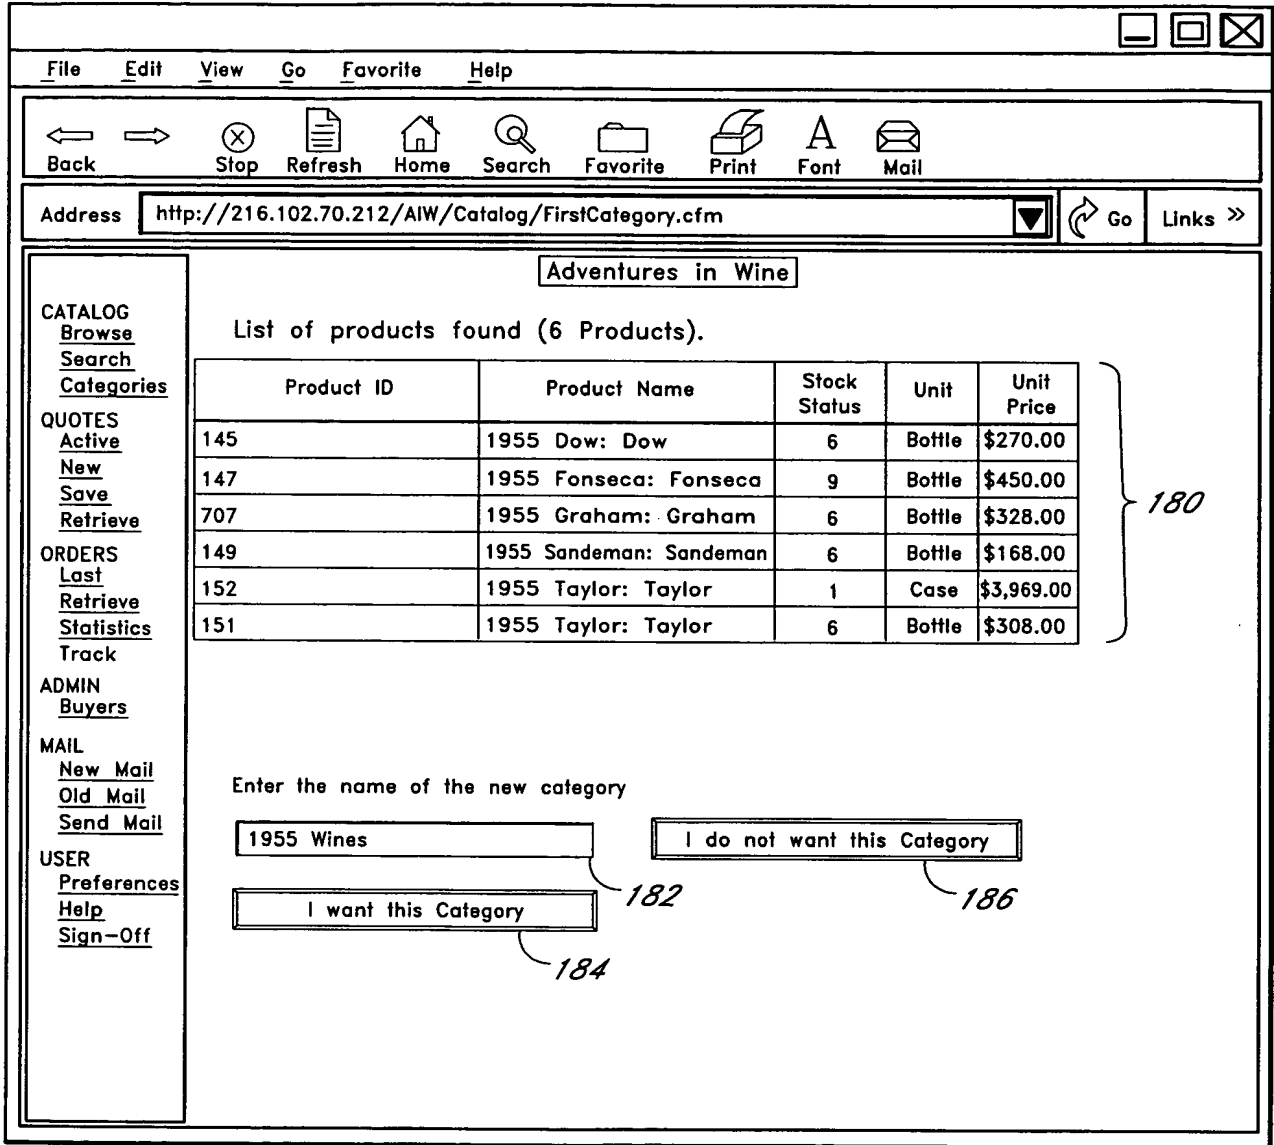 File Edit View Go Favorite Help
Back Stop Refresh Home Search Favorite Print A Font Mail
Address http://216.102.70.212/AIW/Catalog/FirstCategory.cfm Go Links »
Adventures in Wine
CATALOG
Browse
Search
Categories
QUOTES
Active
New
Save
Retrieve
ORDERS
Last
Retrieve
Statistics
Track
ADMIN
Buyers
MAIL
New Mail
Old Mail
Send Mail
USER
Preferences
Help
Sign-Off
List of products found (6 Products).
Product ID Product Name Stock Status Unit Unit Price
145 1955 Dow: Dow 6 Bottle $270.00
147 1955 Fonseca: Fonseca 9 Bottle $450.00
707 1955 Graham: Graham 6 Bottle $328.00
149 1955 Sandeman: Sandeman 6 Bottle $168.00
152 1955 Taylor: Taylor 1 Case $3,969.00
151 1955 Taylor: Taylor 6 Bottle $308.00
180
Enter the name of the new category
1955 Wines I do not want this Category
182 186
I want this Category
184